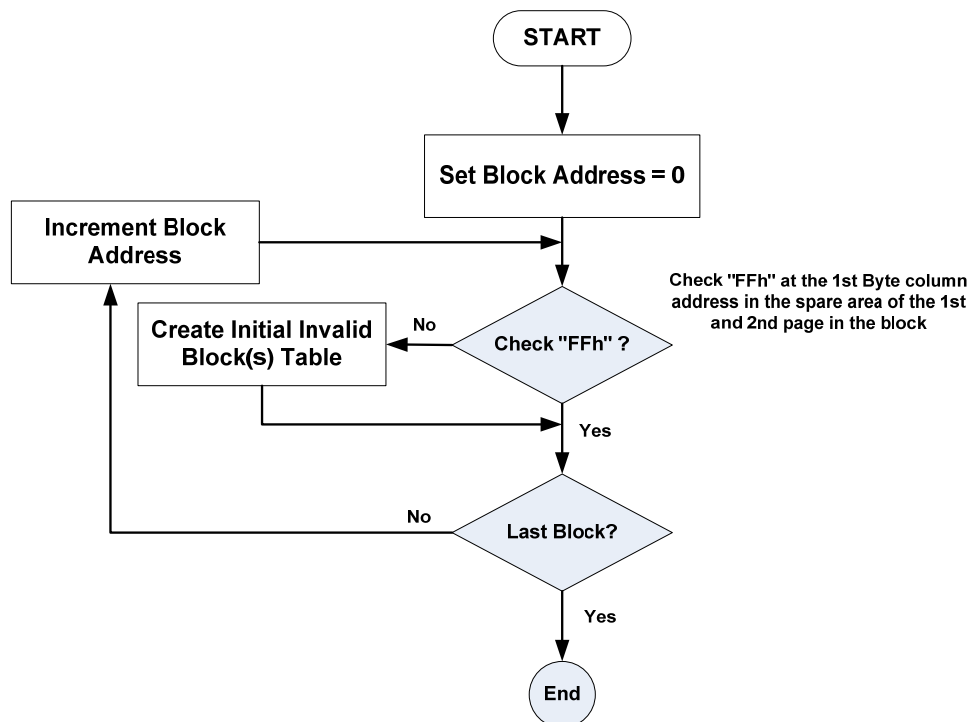 START
Set Block Address = 0
Increment Block
Address
Check "FFh" at the 1st Byte column
address in the spare area of the 1st
and 2nd page in the block
Create Initial Invalid
Block(s) Table
No
Check "FFh" ?
Yes
No
Last Block?
Yes
End